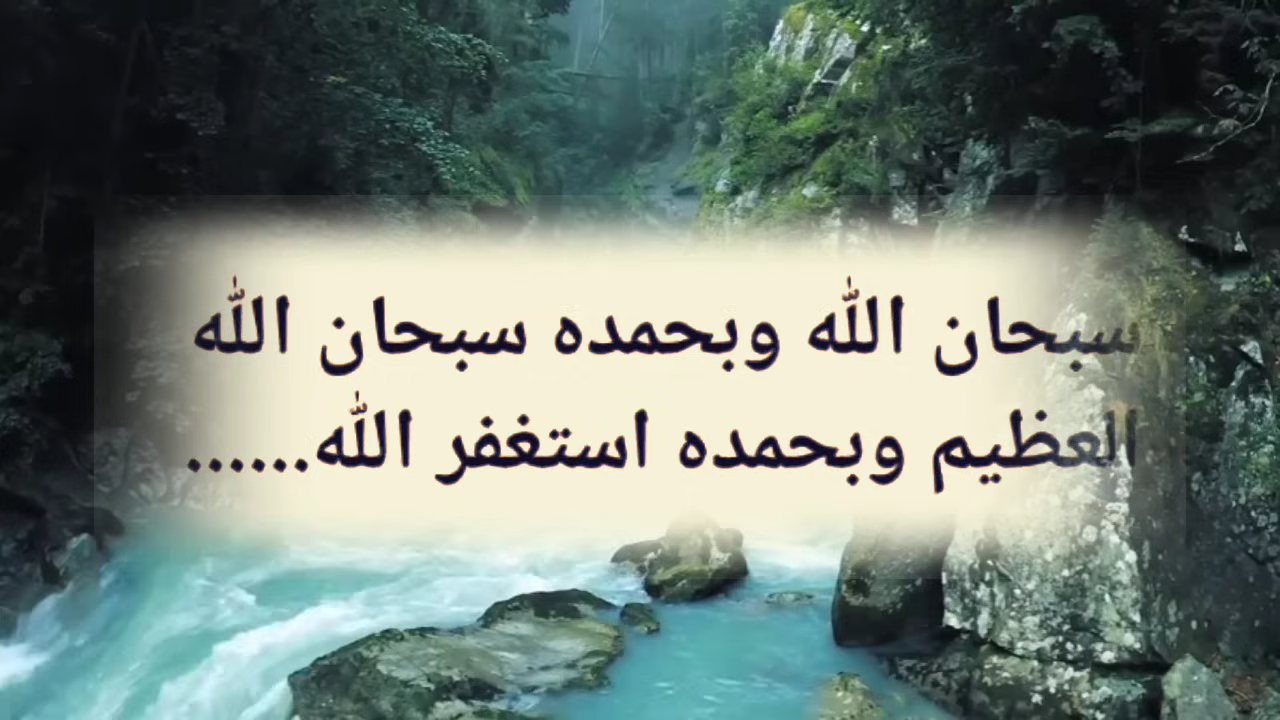 سبحان الله وبحمده سبحان الله
العظيم وبحمده استغفر الله......